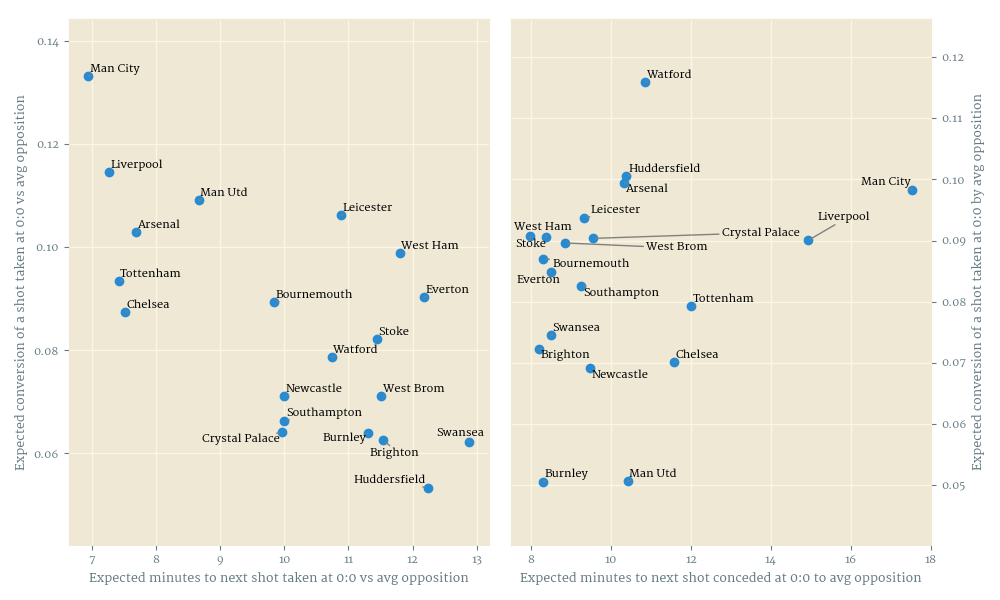 0.14
0.12
0.10
0.08
0.06
Expected conversion of a shot taken at 0:0 vs avg opposition
Man City
Liverpool
Man Utd
Arsenal
Leicester
West Ham
Tottenham
Everton
Bournemouth
Chelsea
Stoke
Watford
Newcastle
West Brom
Southampton
Crystal Palace
Burnley
Swansea
Brighton
Huddersfield
7
8
9
10
11
12
13
Expected minutes to next shot taken at 0:0 vs avg opposition
Watford
Huddersfield
Arsenal
Man City
Leicester
Liverpool
West Ham
Crystal Palace
Stoke
West Brom
Bournemouth
Everton
Southampton
Tottenham
Swansea
Brighton
Chelsea
Newcastle
Burnley
Man Utd
8
10
12
14
16
18
Expected minutes to next shot conceded at 0:0 to avg opposition
0.12
0.11
0.10
0.09
0.08
0.07
0.06
0.05
Expected conversion of a shot taken at 0:0 by avg opposition